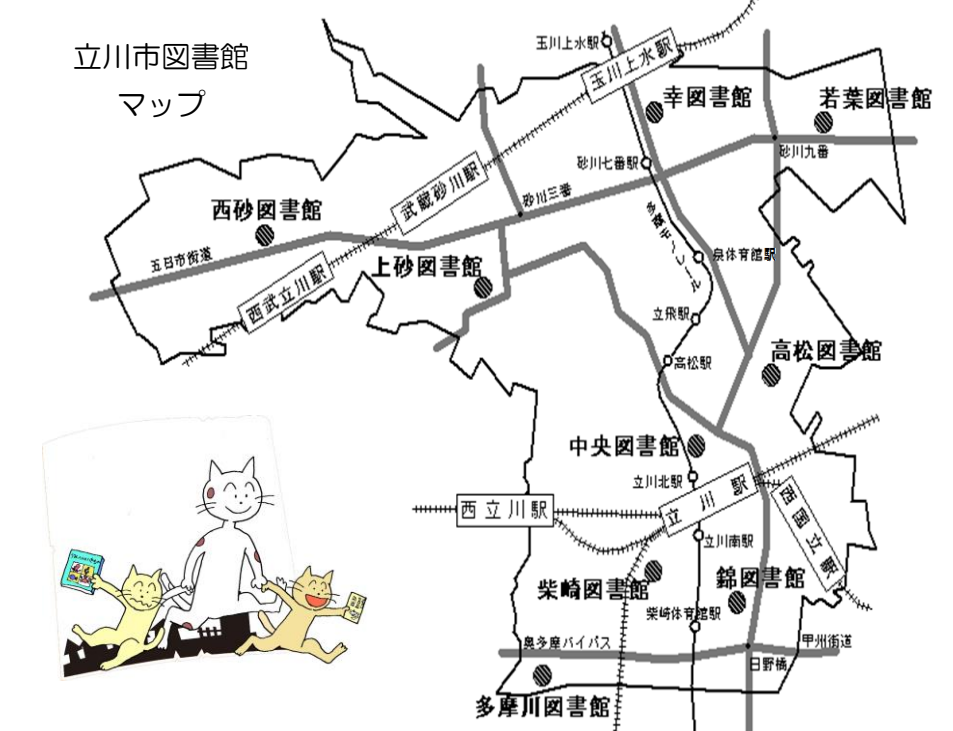 立川市図書館
マップ
玉川上水駅
玉川上水駅
幸図書館
若葉図書館
砂川九番
砂川七番駅
武蔵砂川駅
砂川三番
西砂図書館
多摩モノレール
五日市街道
泉体育館駅
上砂図書館
西武立川駅
立飛駅
高松図書館
高松駅
中央図書館
立川北駅
立川駅
西国立駅
西立川駅
立川南駅
柴崎図書館
錦図書館
柴崎体育館駅
奥多摩バイパス
甲州街道
日野橋
多摩川図書館